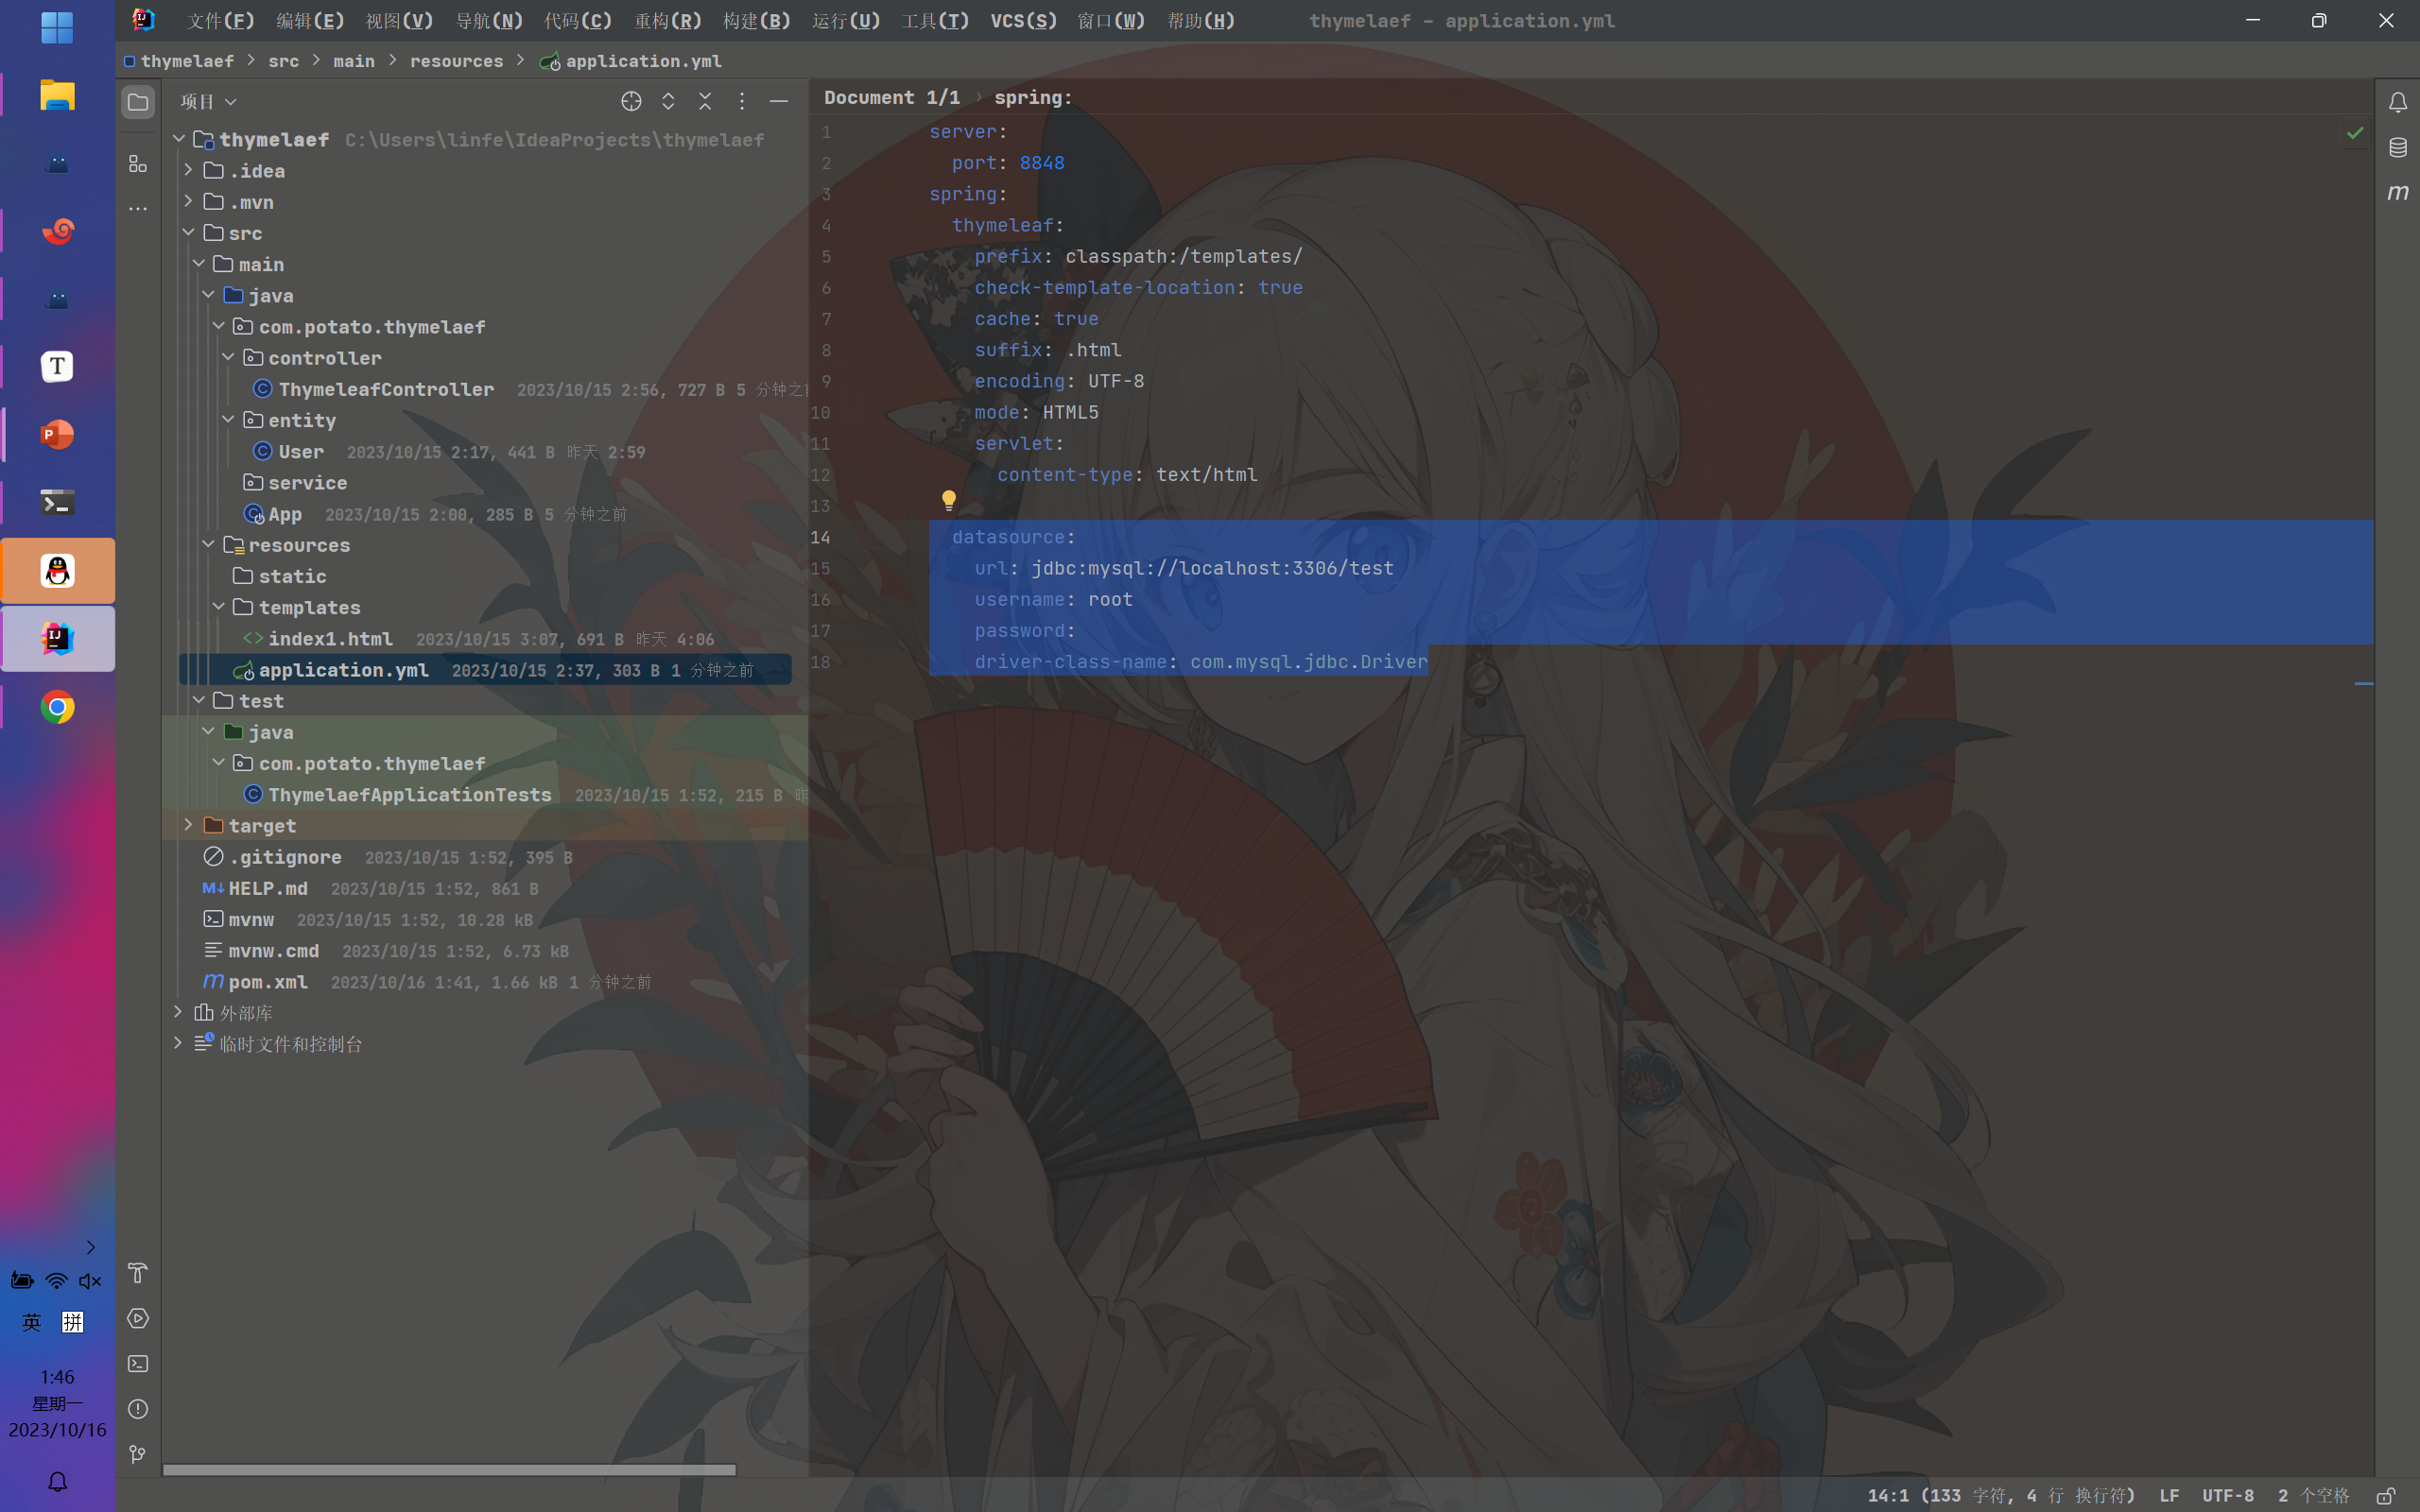 文件(F) 编辑(E) 视图(V) 导航(N) 代码(C) 重构(R) 构建(B) 运行(U) 工具(T) VCS(S) 窗口(W) 帮助(H) thymelaef – application.yml
thymelaef > src > main > resources > application.yml
项目
thymelaef C:\Users\linfe\IdeaProjects\thymelaef
.idea
.mvn
src
main
java
com.potato.thymelaef
controller
ThymeleafController 2023/10/15 2:56, 727 B 5 分钟之前
entity
User 2023/10/15 2:17, 441 B 昨天 2:59
service
App 2023/10/15 2:00, 285 B 5 分钟之前
resources
static
templates
index1.html 2023/10/15 3:07, 691 B 昨天 4:06
application.yml 2023/10/15 2:37, 303 B 1 分钟之前
test
java
com.potato.thymelaef
ThymelaefApplicationTests 2023/10/15 1:52, 215 B 昨
target
.gitignore 2023/10/15 1:52, 395 B
HELP.md 2023/10/15 1:52, 861 B
mvnw 2023/10/15 1:52, 10.28 kB
mvnw.cmd 2023/10/15 1:52, 6.73 kB
pom.xml 2023/10/16 1:41, 1.66 kB 1 分钟之前
外部库
临时文件和控制台
Document 1/1 › spring:
1 server:
2 port: 8848
3 spring:
4 thymeleaf:
5 prefix: classpath:/templates/
6 check-template-location: true
7 cache: true
8 suffix: .html
9 encoding: UTF-8
10 mode: HTML5
11 servlet:
12 content-type: text/html
13
14 datasource:
15 url: jdbc:mysql://localhost:3306/test
16 username: root
17 password:
18 driver-class-name: com.mysql.jdbc.Driver
英 拼
1:46
星期一
2023/10/16
14:1 (133 字符, 4 行 换行符) LF UTF-8 2 个空格